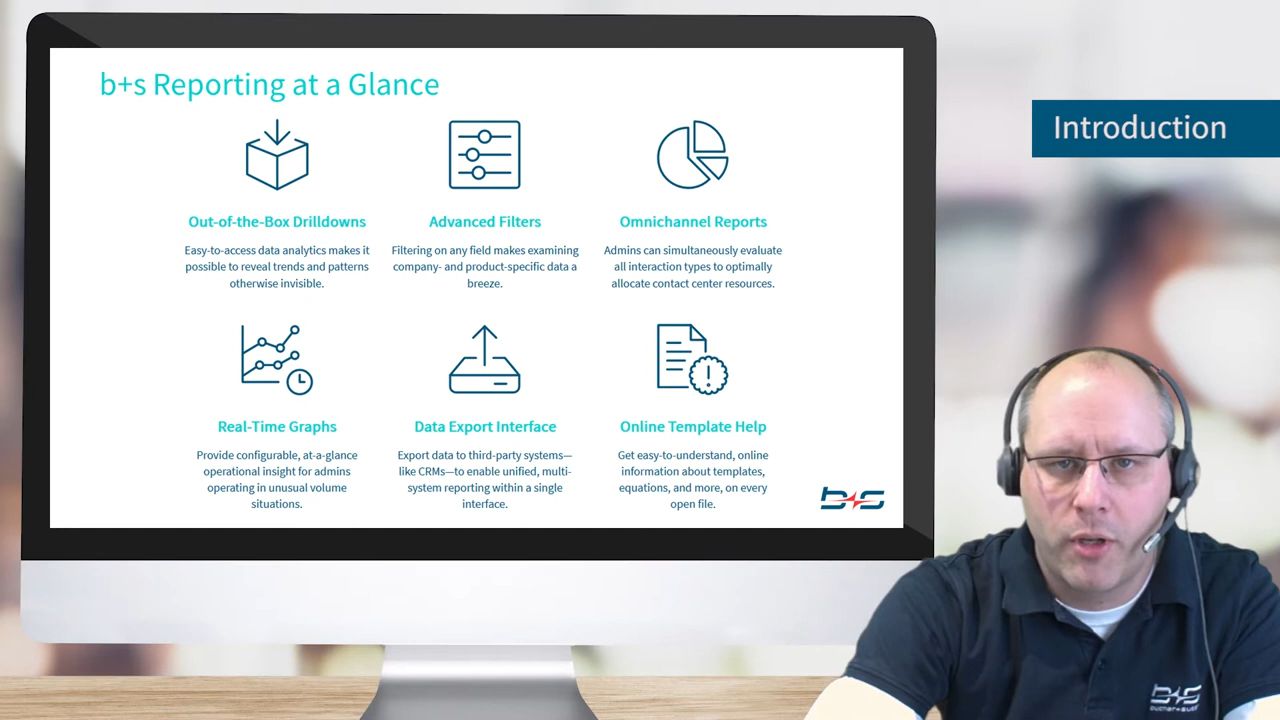 b+s Reporting at a Glance
Introduction
Out-of-the-Box Drilldowns
Easy-to-access data analytics makes it
possible to reveal trends and patterns
otherwise invisible.
Advanced Filters
Filtering on any field makes examining
company- and product-specific data a
breeze.
Omnichannel Reports
Admins can simultaneously evaluate
all interaction types to optimally
allocate contact center resources.
Real-Time Graphs
Provide configurable, at-a-glance
operational insight for admins
operating in unusual volume
situations.
Data Export Interface
Export data to third-party systems—
like CRMs—to enable unified, multi-
system reporting within a single
interface.
Online Template Help
Get easy-to-understand, online
information about templates,
equations, and more, on every
open file.
b+s
b+s